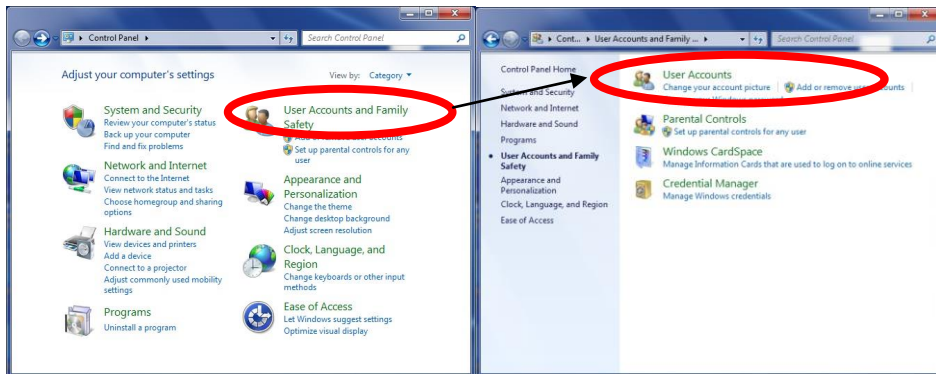 Control Panel
Search Control Panel
Adjust your computer's settings
View by: Category
System and Security
Review your computer's status
Back up your computer
Find and fix problems
Network and Internet
Connect to the Internet
View network status and tasks
Choose homegroup and sharing
options
Hardware and Sound
View devices and printers
Add a device
Connect to a projector
Adjust commonly used mobility
settings
Programs
Uninstall a program
User Accounts and Family
Safety
Set up parental controls for any
user
Appearance and
Personalization
Change the theme
Change desktop background
Adjust screen resolution
Clock, Language, and
Region
Change keyboards or other input
methods
Ease of Access
Let Windows suggest settings
Optimize visual display
Cont... User Accounts and Family ...
Search Control Panel
Control Panel Home
System and Security
Network and Internet
Hardware and Sound
Programs
User Accounts and Family
Safety
Appearance and
Personalization
Clock, Language, and Region
Ease of Access
User Accounts
Change your account picture
Add or remove user accounts
Parental Controls
Set up parental controls for any user
Windows CardSpace
Manage Information Cards that are used to log on to online services
Credential Manager
Manage Windows credentials